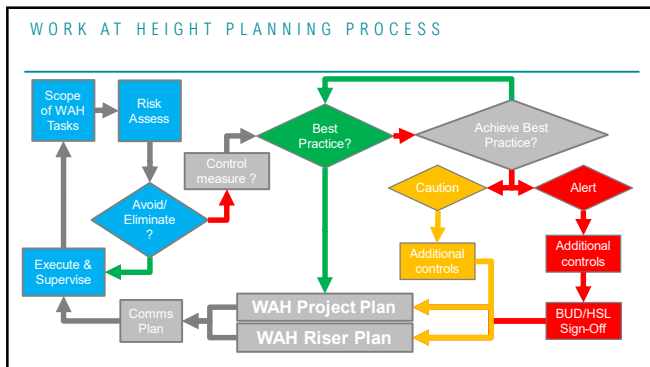 WORK AT HEIGHT PLANNING PROCESS
Scope
of WAH
Tasks
Risk
Assess
Best
Practice?
Achieve Best
Practice?
Control
measure ?
Caution
Alert
Avoid/
Eliminate
?
Additional
controls
Additional
controls
Execute &
Supervise
Comms
Plan
WAH Project Plan
WAH Riser Plan
BUD/HSL
Sign-Off